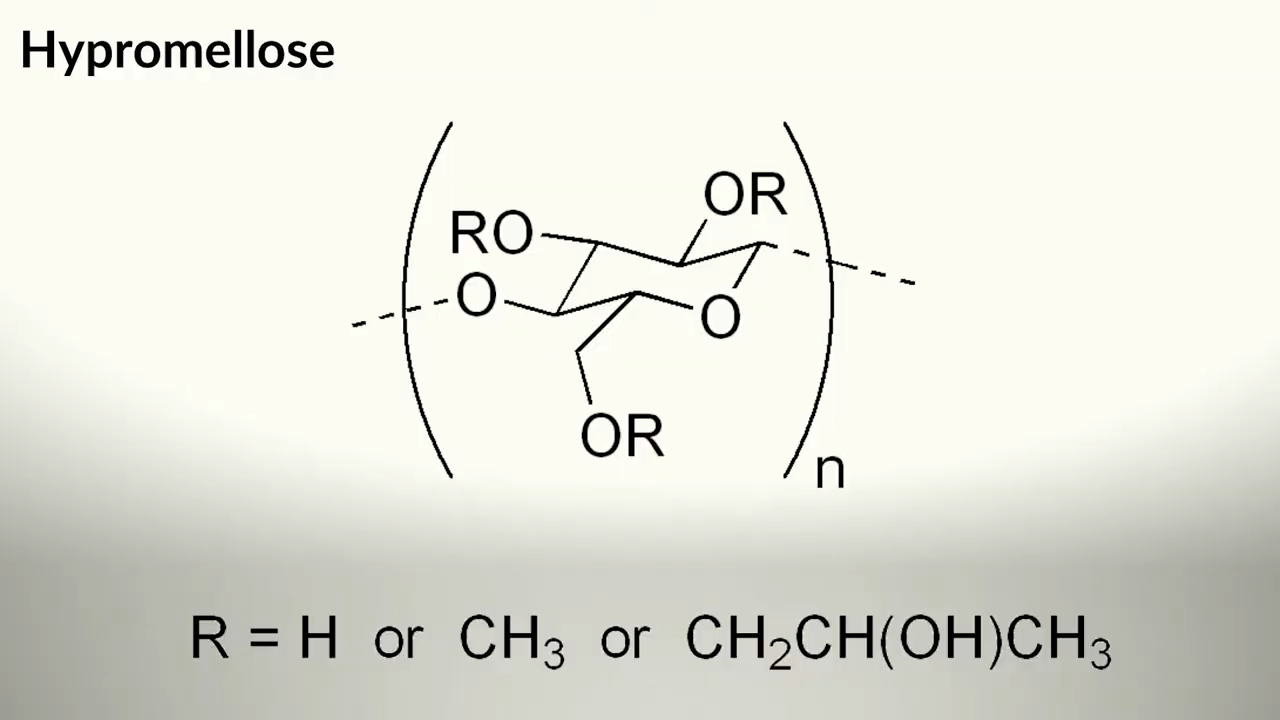 Hypromellose
OR
RO
O
O
OR
n
R = H or CH₃ or CH₂CH(OH)CH₃